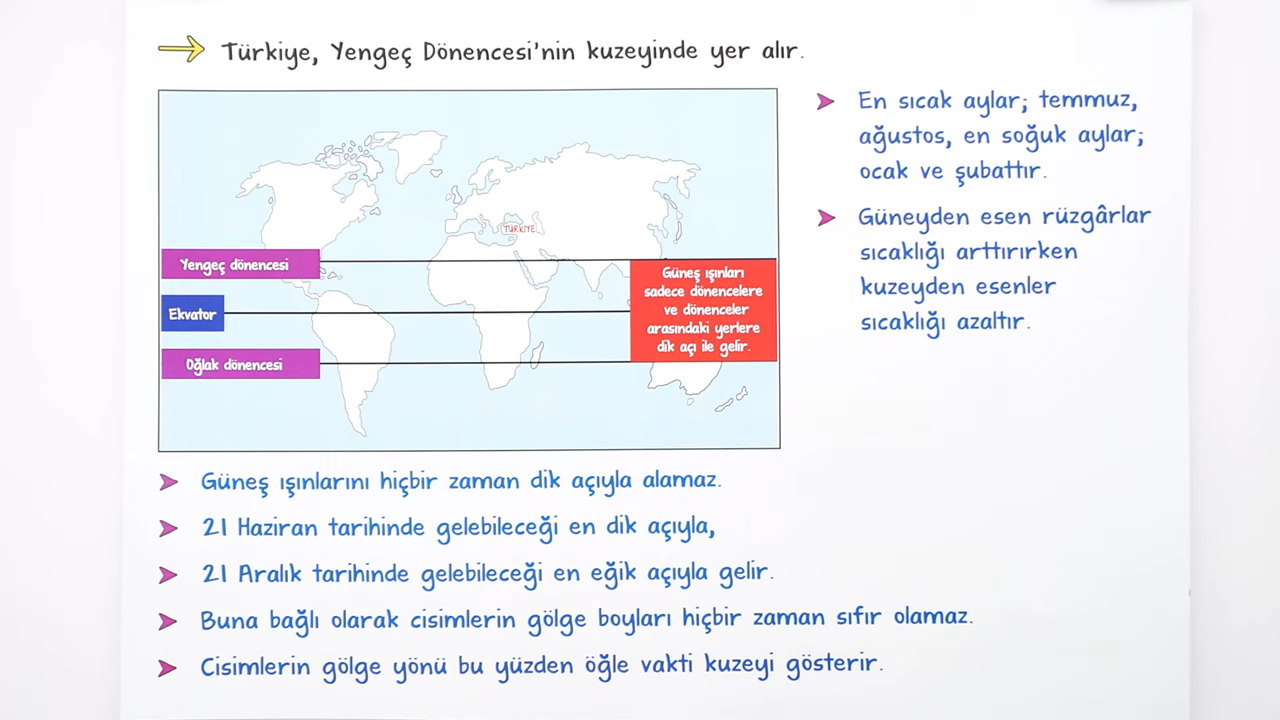 Türkiye, Yengeç Dönencesi'nin kuzeyinde yer alır.
TÜRKİYE
Yengeç dönencesi
Ekvator
Oğlak dönencesi
Güneş ışınları
sadece dönencelere
ve dönenceler
arasındaki yerlere
dik açı ile gelir.
En sıcak aylar; temmuz,
ağustos, en soğuk aylar;
ocak ve şubattır.
Güneyden esen rüzgârlar
sıcaklığı arttırırken
kuzeyden esenler
sıcaklığı azaltır.
Güneş ışınlarını hiçbir zaman dik açıyla alamaz.
21 Haziran tarihinde gelebileceği en dik açıyla,
21 Aralık tarihinde gelebileceği en eğik açıyla gelir.
Buna bağlı olarak cisimlerin gölge boyları hiçbir zaman sıfır olamaz.
Cisimlerin gölge yönü bu yüzden öğle vakti kuzeyi gösterir.